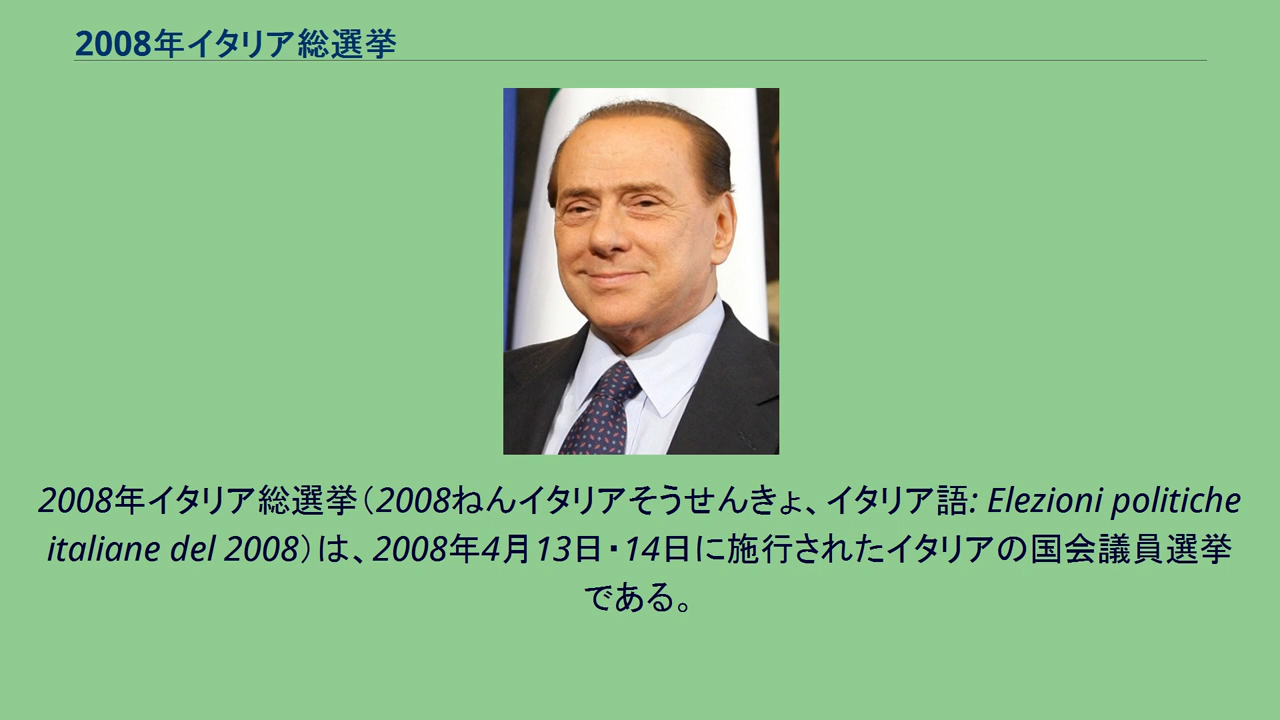 2008年イタリア総選挙
2008年イタリア総選挙（2008ねんイタリアそうせんきょ、イタリア語: Elezioni politiche
italiane del 2008）は、2008年4月13日・14日に施行されたイタリアの国会議員選挙
である。